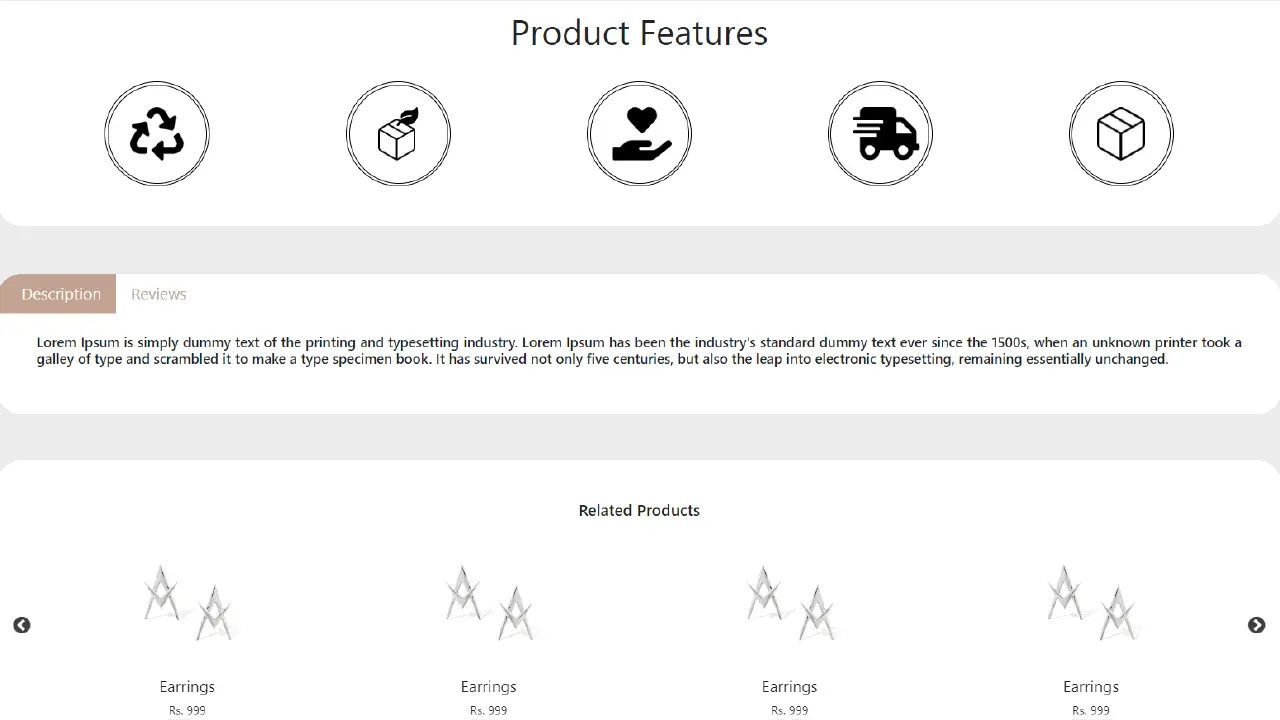 Product Features
Description Reviews
Lorem Ipsum is simply dummy text of the printing and typesetting industry. Lorem Ipsum has been the industry's standard dummy text ever since the 1500s, when an unknown printer took a
galley of type and scrambled it to make a type specimen book. It has survived not only five centuries, but also the leap into electronic typesetting, remaining essentially unchanged.
Related Products
Earrings Earrings Earrings Earrings
Rs. 999 Rs. 999 Rs. 999 Rs. 999